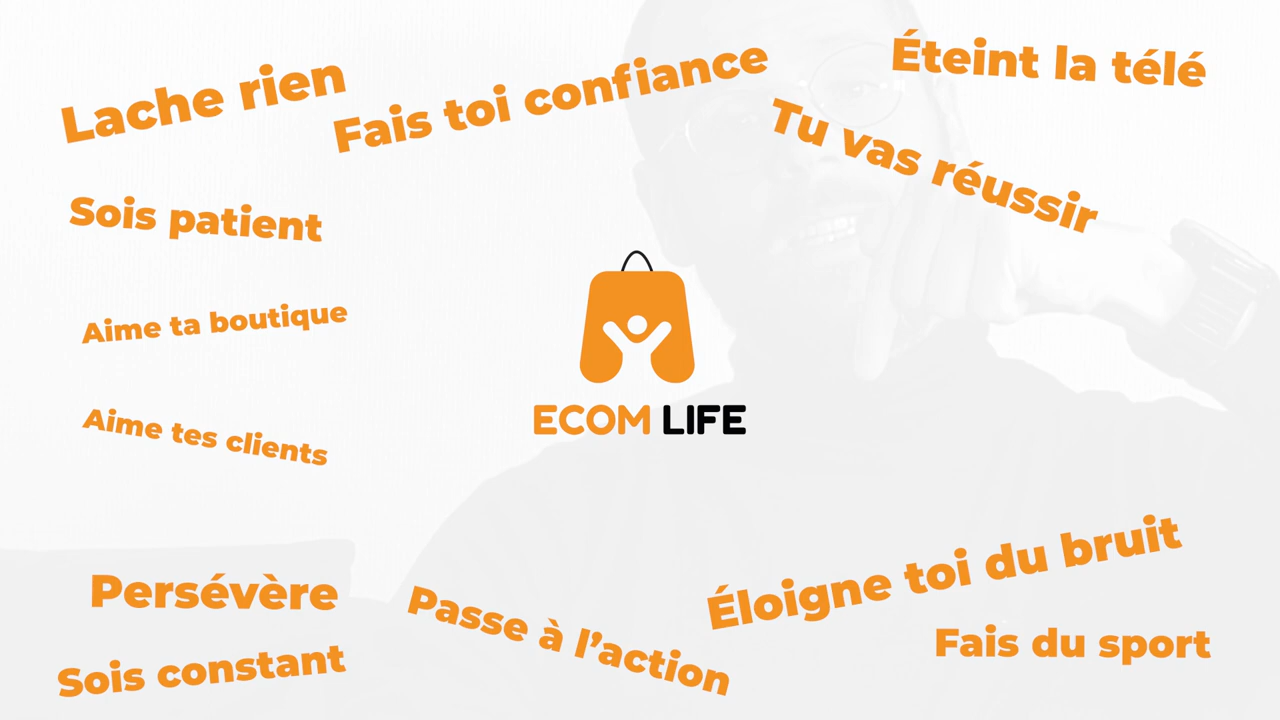 Lache rien
Fais toi confiance
Éteint la télé
Tu vas réussir
Sois patient
Aime ta boutique
Aime tes clients
ECOM LIFE
Persévère
Passe à l’action
Éloigne toi du bruit
Sois constant
Fais du sport